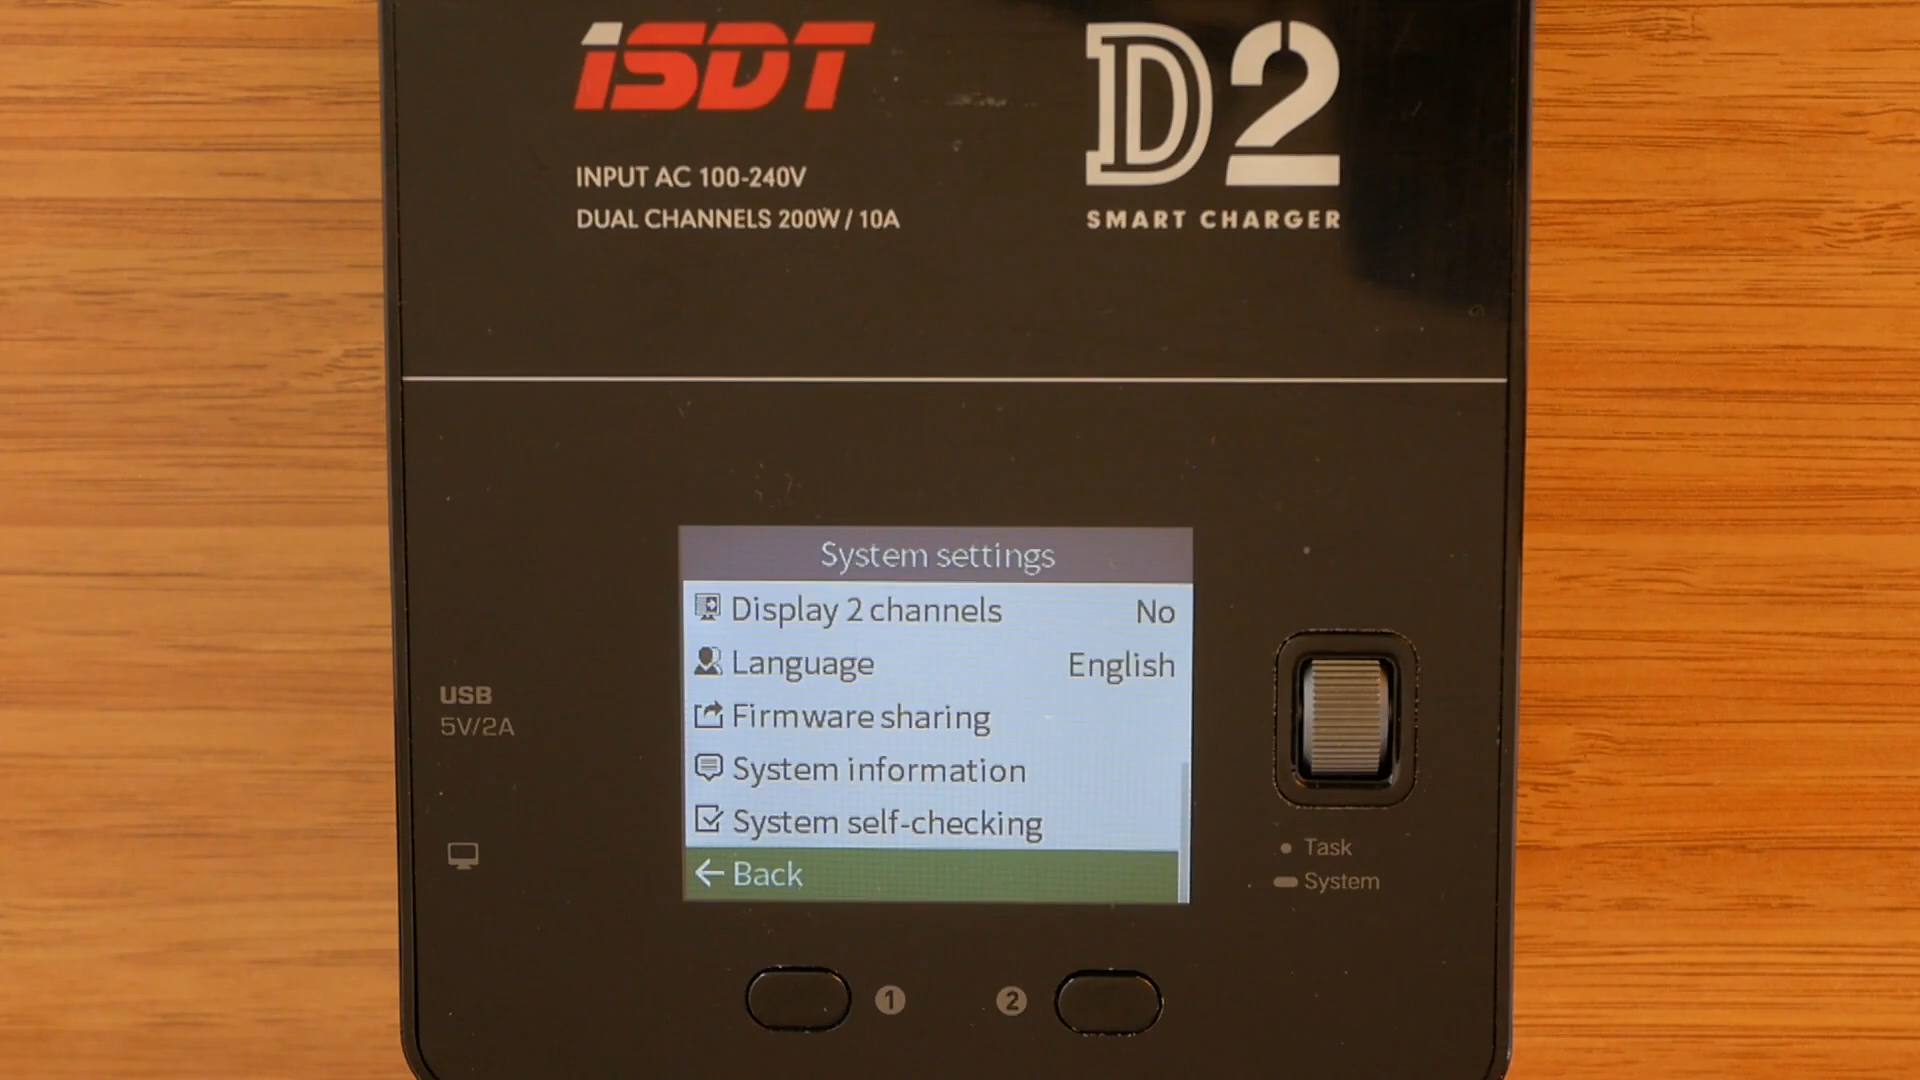 iSDT
D2
INPUT AC 100-240V
DUAL CHANNELS 200W / 10A
SMART CHARGER
System settings
Display 2 channels No
Language English
Firmware sharing
System information
System self-checking
Back
USB
5V/2A
Task
System
1
2